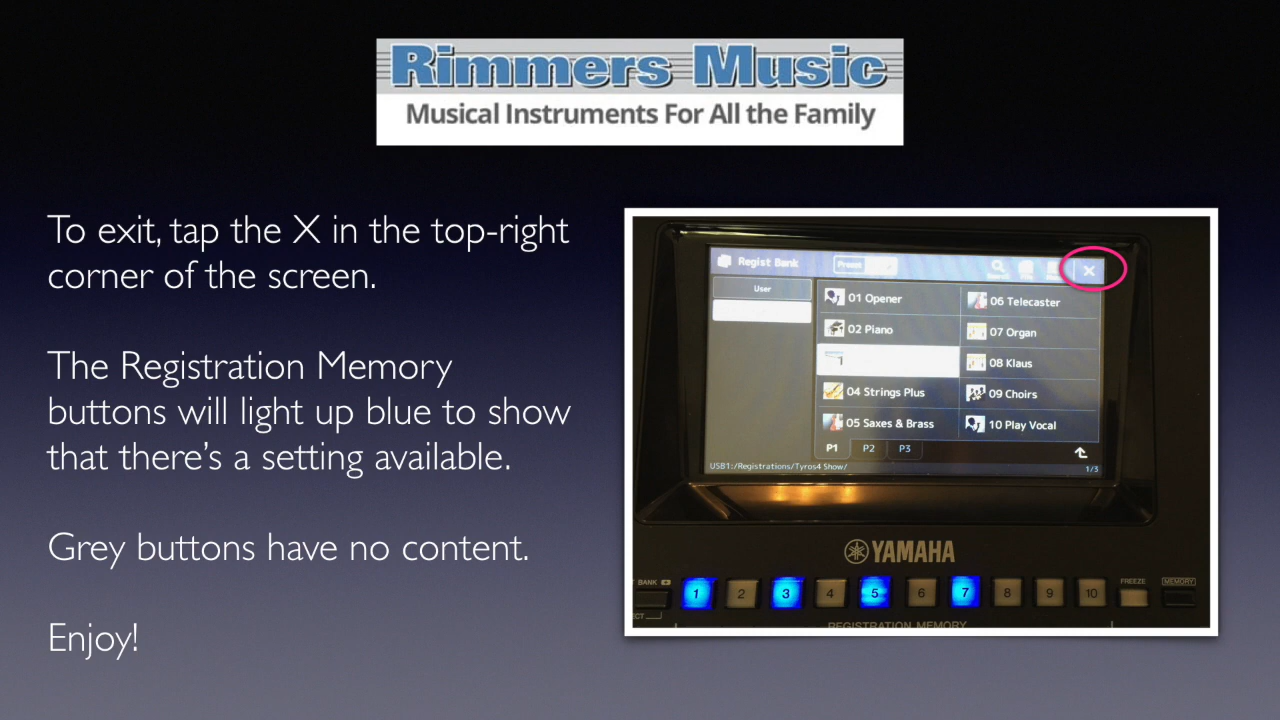 Rimmers Music
Musical Instruments For All the Family
To exit, tap the X in the top-right
corner of the screen.
The Registration Memory
buttons will light up blue to show
that there's a setting available.
Grey buttons have no content.
Enjoy!
Regist Bank
Preset
User
01 Opener
06 Telecaster
02 Piano
07 Organ
08 Klaus
04 Strings Plus
09 Choirs
05 Saxes & Brass
10 Play Vocal
P1 P2 P3
USB1:/Registrations/Tyros4 Show/
1/3
YAMAHA
BANK
FREEZE
MEMORY
1 2 3 4 5 6 7 8 9 10
REGISTRATION MEMORY